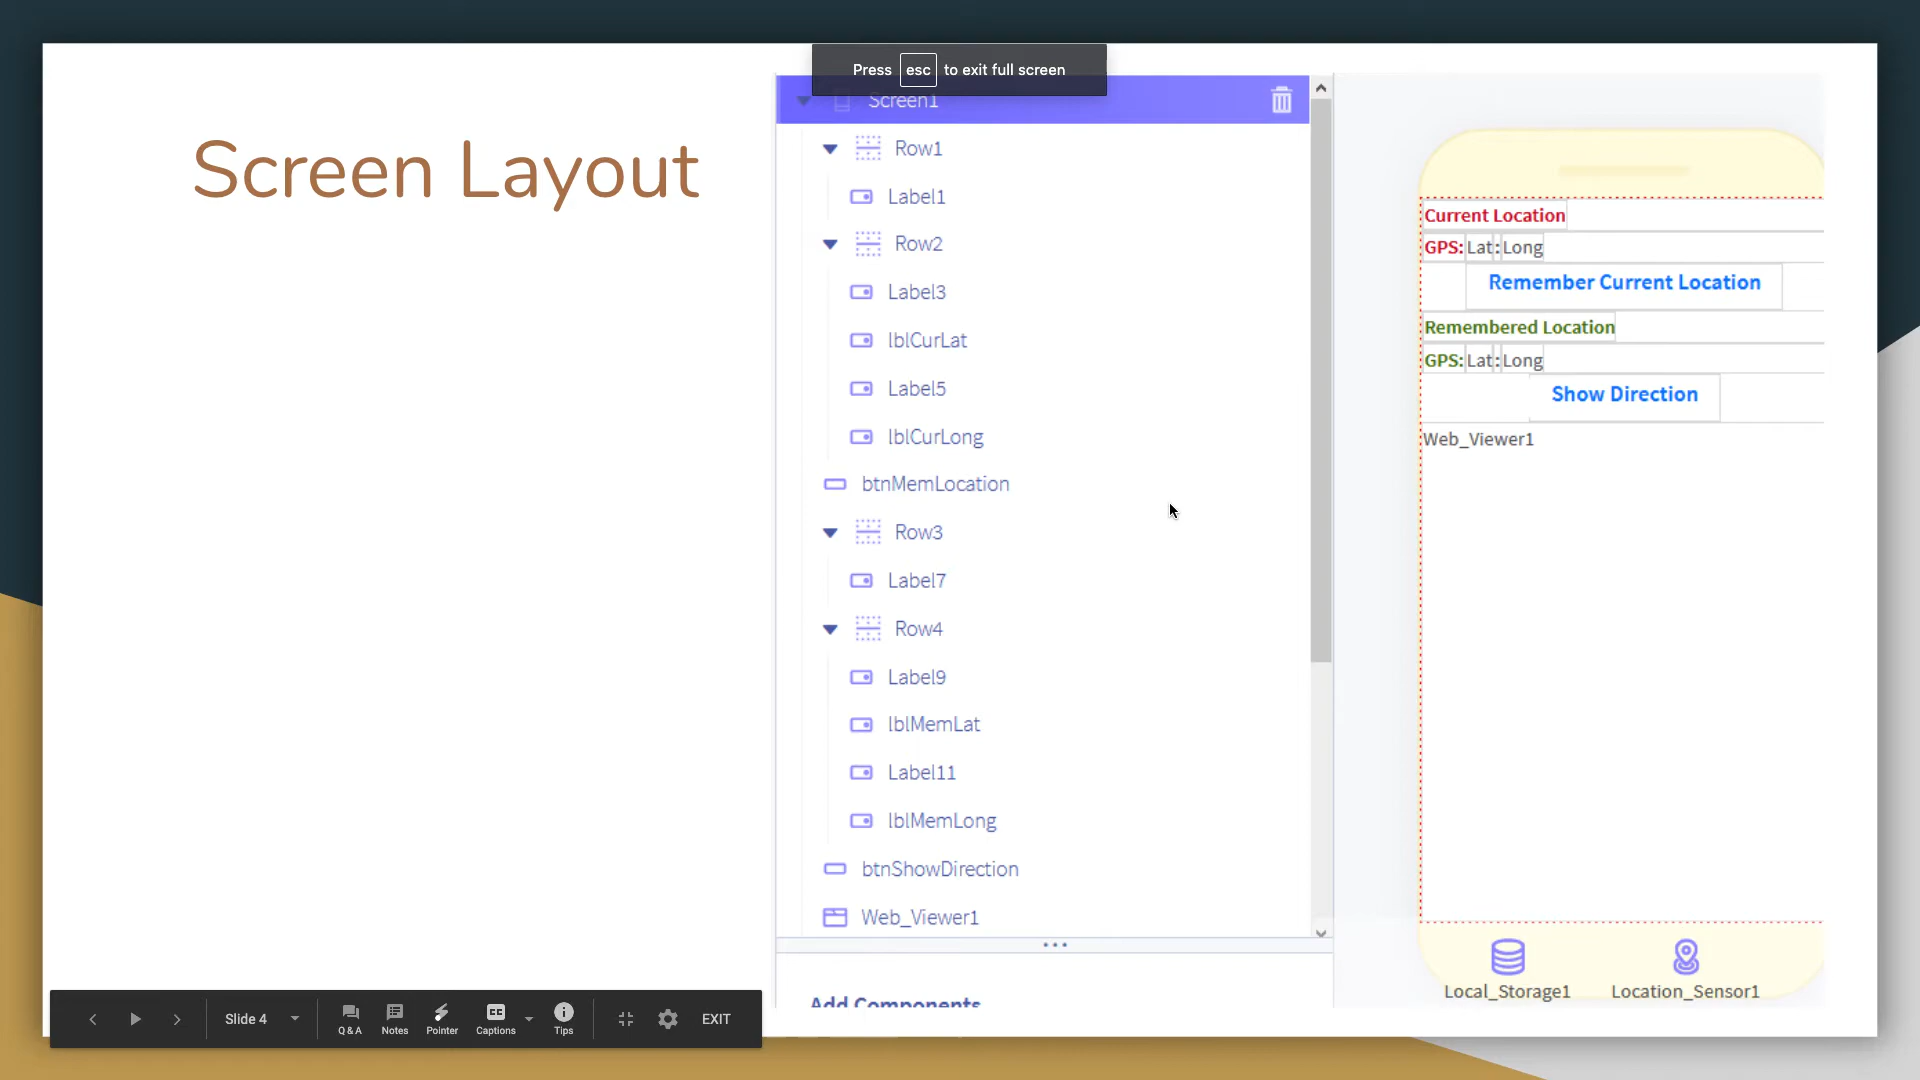 Press esc to exit full screen
Screen Layout
Screen1
Row1
Label1
Row2
Label3
lblCurLat
Label5
lblCurLong
btnMemLocation
Row3
Label7
Row4
Label9
lblMemLat
Label11
lblMemLong
btnShowDirection
Web_Viewer1
Add Components
Current Location
GPS: Lat : Long
Remember Current Location
Remembered Location
GPS: Lat : Long
Show Direction
Web_Viewer1
Local_Storage1 Location_Sensor1
Slide 4 Q&A Notes Pointer Captions Tips EXIT